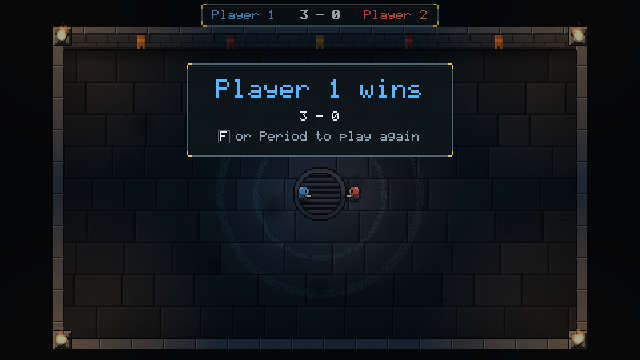 Player 1 3 – 0 Player 2
Player 1 wins
3 – 0
F or Period to play again